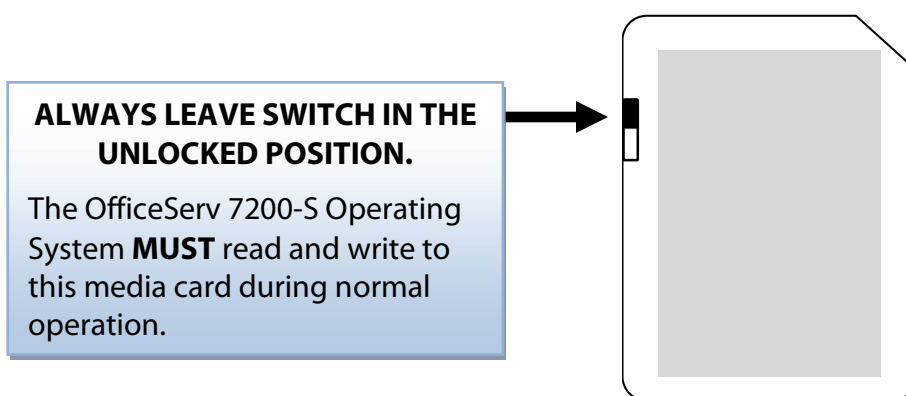 ALWAYS LEAVE SWITCH IN THE
UNLOCKED POSITION.
The OfficeServ 7200-S Operating
System MUST read and write to
this media card during normal
operation.